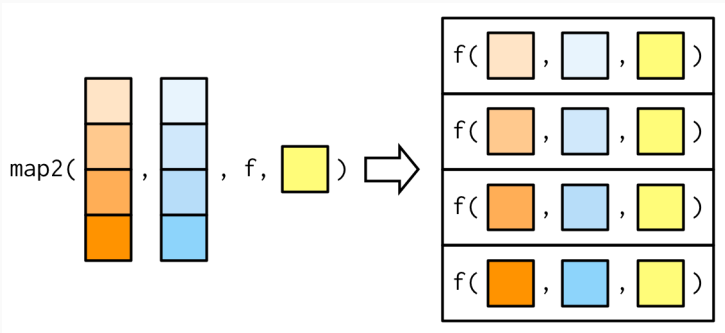 map2( , , f, )
f( , , )
f( , , )
f( , , )
f( , , )